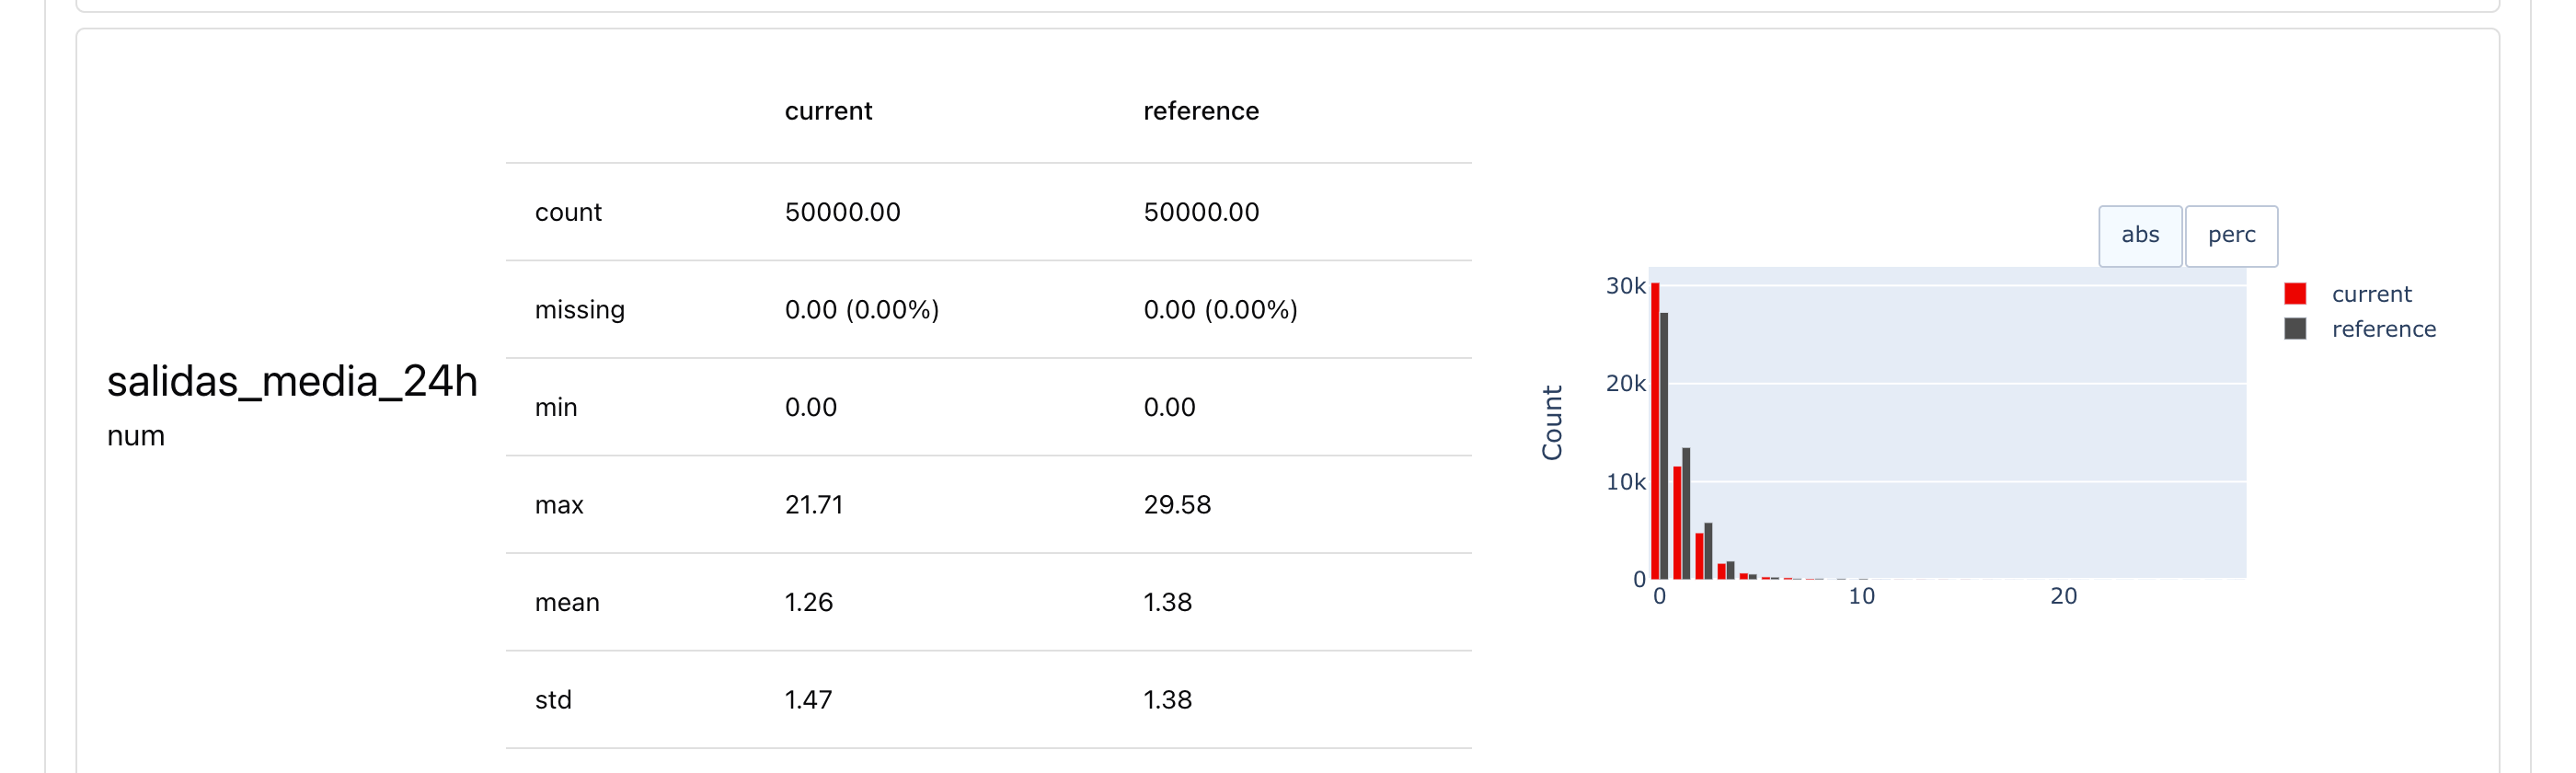 current reference
count 50000.00 50000.00
missing 0.00 (0.00%) 0.00 (0.00%)
salidas_media_24h
num
min 0.00 0.00
max 21.71 29.58
mean 1.26 1.38
std 1.47 1.38
abs perc
current
reference
Count
30k
20k
10k
0
0 10 20